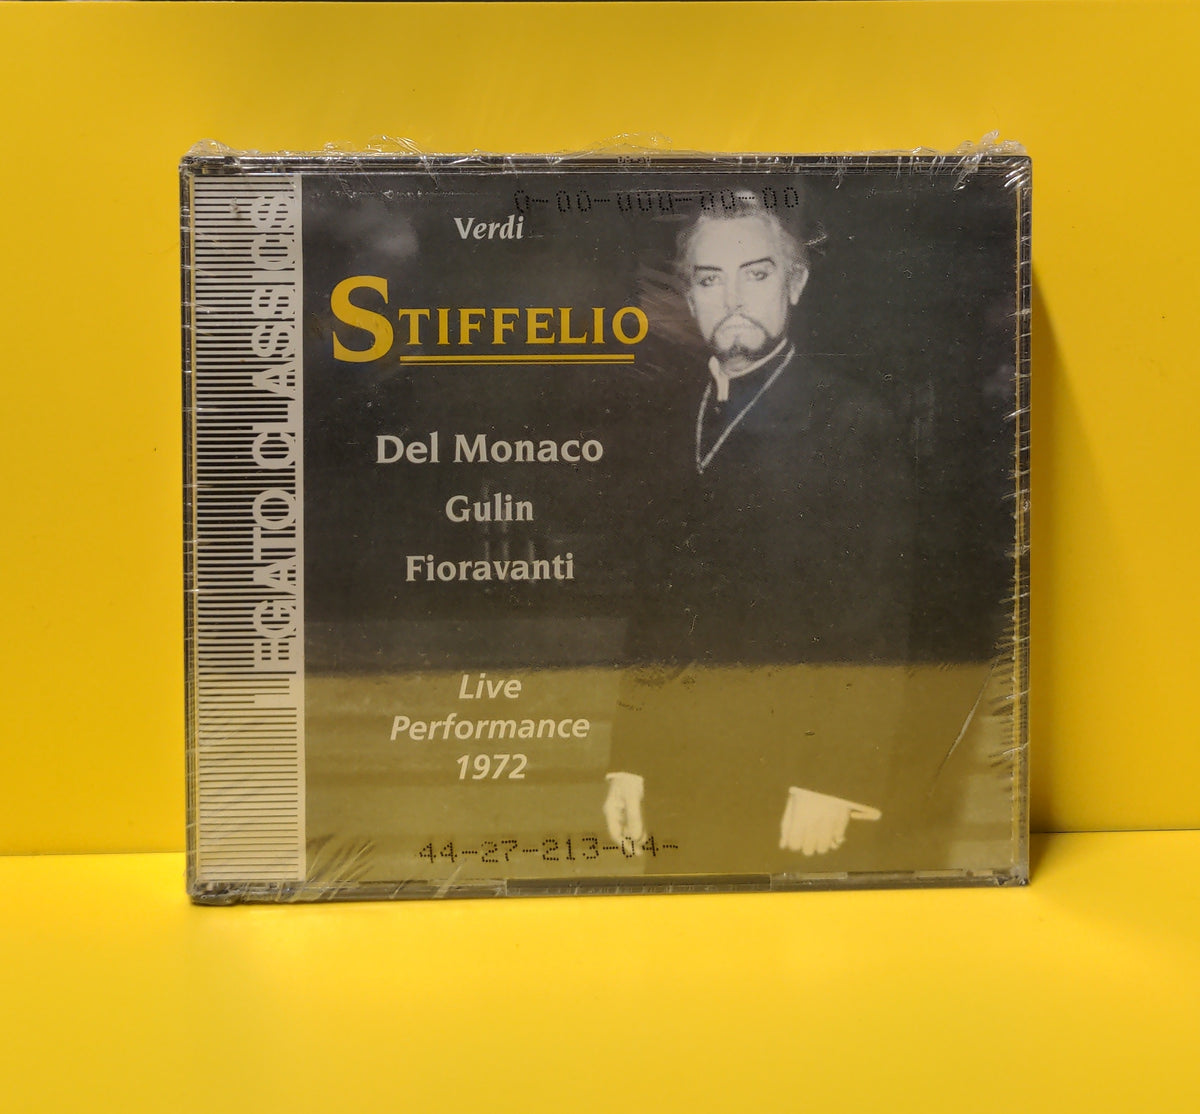 0-00-000-00-00
Verdi
STIFFELIO
Del Monaco
Gulin
Fioravanti
Live
Performance
1972
44-27-213-04-
LEGATO CLASSICS